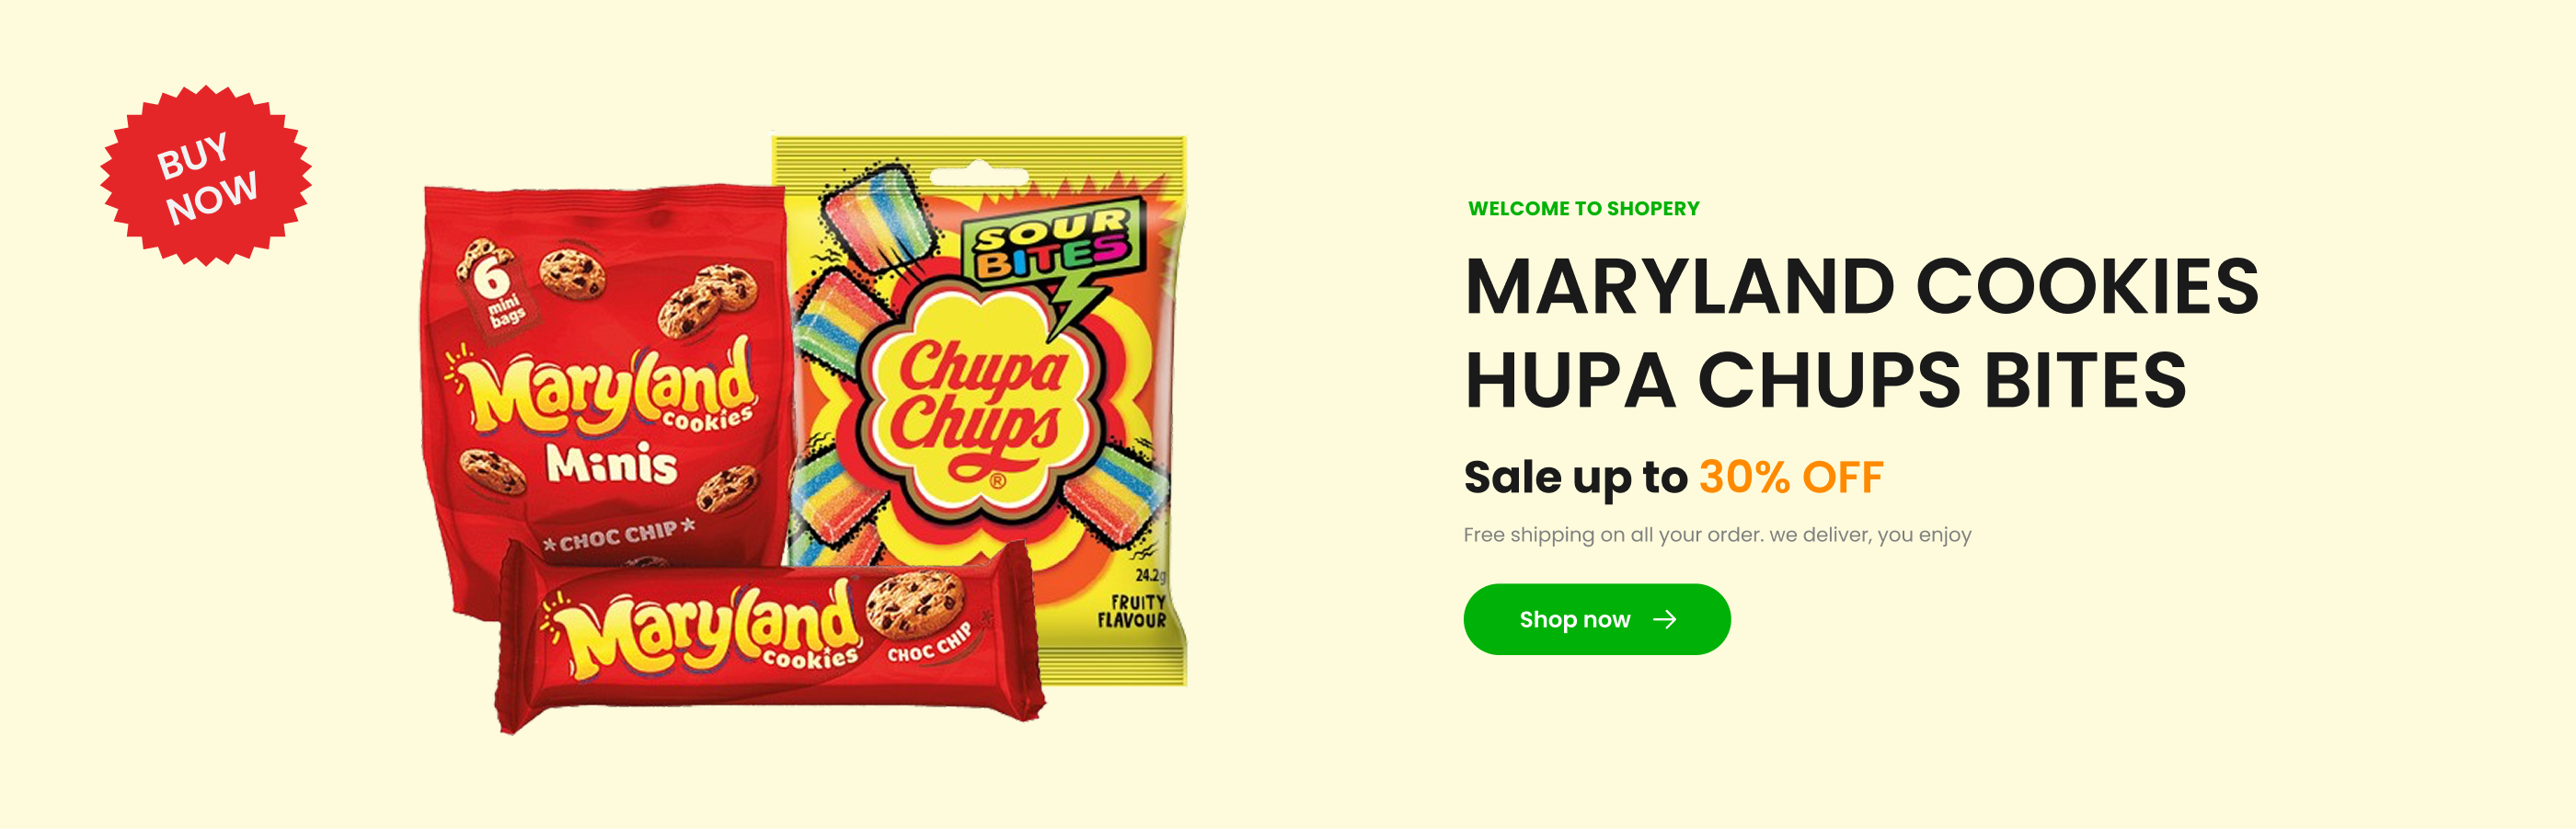 BUY
NOW
6
mini
bags
Maryland
cookies
Minis
*CHOC CHIP*
SOUR
BITES
Chupa
Chups
®
24.2g
FRUITY
FLAVOUR
Maryland
cookies
CHOC CHIP
WELCOME TO SHOPERY
MARYLAND COOKIES
HUPA CHUPS BITES
Sale up to 30% OFF
Free shipping on all your order. we deliver, you enjoy
Shop now →